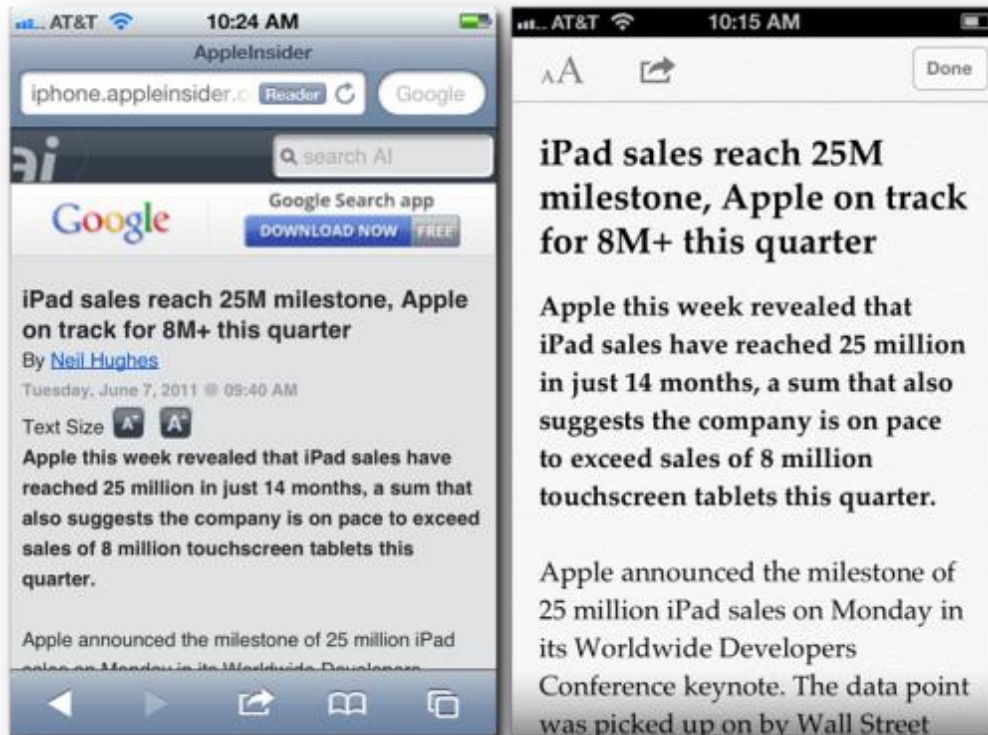 AT&T 10:24 AM
AppleInsider
iphone.appleinsider.c Reader Google
ai search AI
Google Google Search app
DOWNLOAD NOW FREE
iPad sales reach 25M milestone, Apple
on track for 8M+ this quarter
By Neil Hughes
Tuesday, June 7, 2011 @ 09:40 AM
Text Size A A
Apple this week revealed that iPad sales have
reached 25 million in just 14 months, a sum that
also suggests the company is on pace to exceed
sales of 8 million touchscreen tablets this
quarter.
Apple announced the milestone of 25 million iPad
sales on Monday in its Worldwide Developers
AT&T 10:15 AM
AA Done
iPad sales reach 25M
milestone, Apple on track
for 8M+ this quarter
Apple this week revealed that
iPad sales have reached 25 million
in just 14 months, a sum that also
suggests the company is on pace
to exceed sales of 8 million
touchscreen tablets this quarter.
Apple announced the milestone of
25 million iPad sales on Monday in
its Worldwide Developers
Conference keynote. The data point
was picked up on by Wall Street